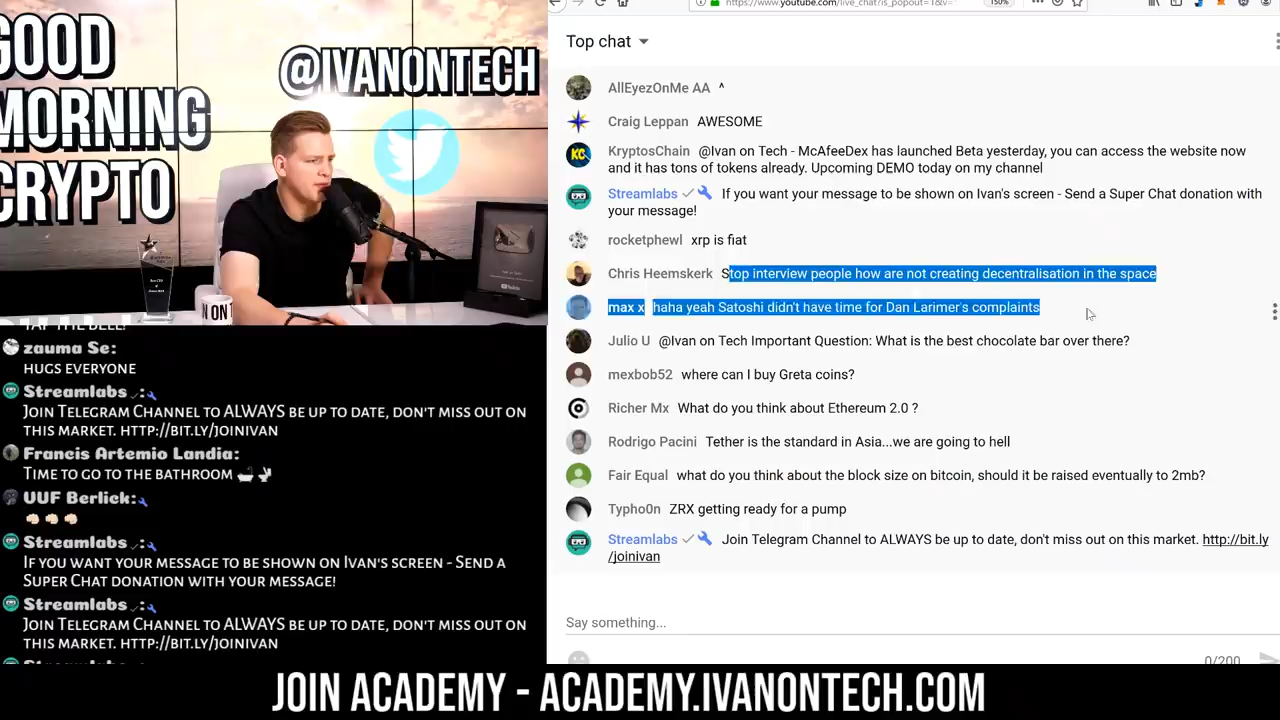 GOOD
MORNING
CRYPTO
@IVANONTECH
TAP THE BELL!
zauma Se:
HUGS EVERYONE
Streamlabs :
JOIN TELEGRAM CHANNEL TO ALWAYS BE UP TO DATE, DON'T MISS OUT ON
THIS MARKET. HTTP://BIT.LY/JOINIVAN
Francis Artemio Landia:
TIME TO GO TO THE BATHROOM 🛁 🚽
UUF Berlick:
👊🏻 👊🏻 👊🏻
Streamlabs :
IF YOU WANT YOUR MESSAGE TO BE SHOWN ON IVAN'S SCREEN - SEND A
SUPER CHAT DONATION WITH YOUR MESSAGE!
Streamlabs :
JOIN TELEGRAM CHANNEL TO ALWAYS BE UP TO DATE, DON'T MISS OUT ON
THIS MARKET. HTTP://BIT.LY/JOINIVAN
150%
Top chat
AllEyezOnMe AA ^
Craig Leppan AWESOME
KryptosChain @Ivan on Tech - McAfeeDex has launched Beta yesterday, you can access the website now
and it has tons of tokens already. Upcoming DEMO today on my channel
Streamlabs If you want your message to be shown on Ivan's screen - Send a Super Chat donation with
your message!
rocketphewl xrp is fiat
Chris Heemskerk Stop interview people how are not creating decentralisation in the space
max x haha yeah Satoshi didn't have time for Dan Larimer's complaints
Julio U @Ivan on Tech Important Question: What is the best chocolate bar over there?
mexbob52 where can I buy Greta coins?
Richer Mx What do you think about Ethereum 2.0 ?
Rodrigo Pacini Tether is the standard in Asia...we are going to hell
Fair Equal what do you think about the block size on bitcoin, should it be raised eventually to 2mb?
Typho0n ZRX getting ready for a pump
Streamlabs Join Telegram Channel to ALWAYS be up to date, don't miss out on this market. http://bit.ly
/joinivan
Say something...
0/200
JOIN ACADEMY - ACADEMY.IVANONTECH.COM